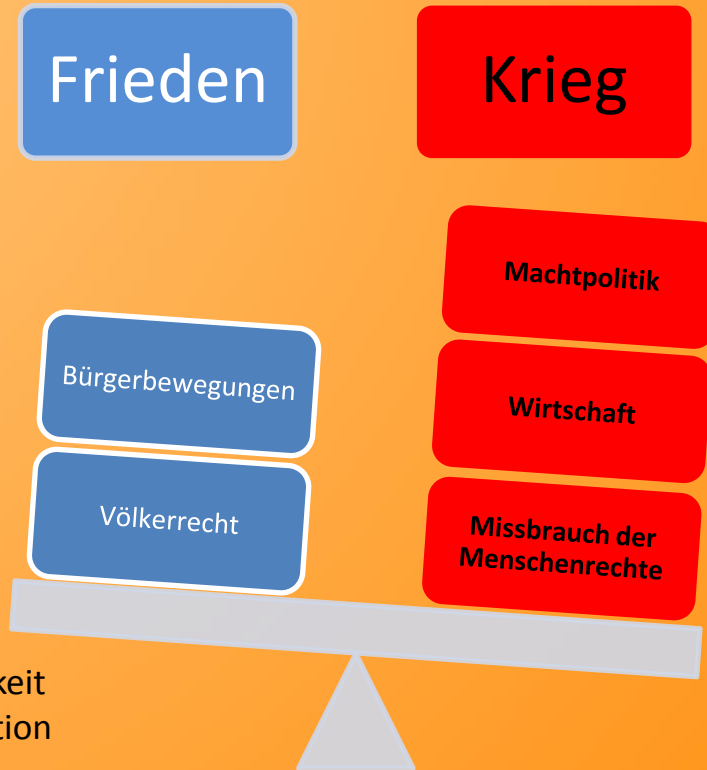 Frieden
Krieg
Machtpolitik
Bürgerbewegungen
Wirtschaft
Völkerrecht
Missbrauch der
Menschenrechte
keit
tion